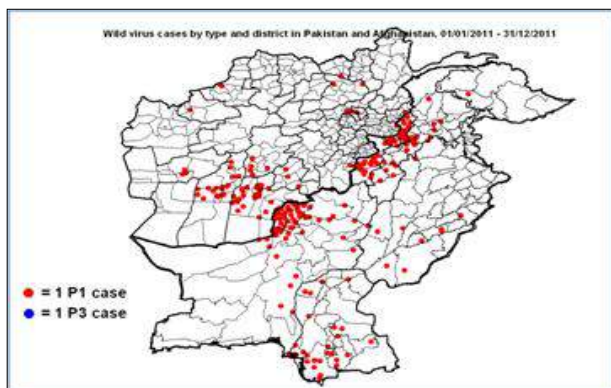 Wild virus cases by type and district in Pakistan and Afghanistan, 01/01/2011 - 31/12/2011
= 1 P1 case
= 1 P3 case